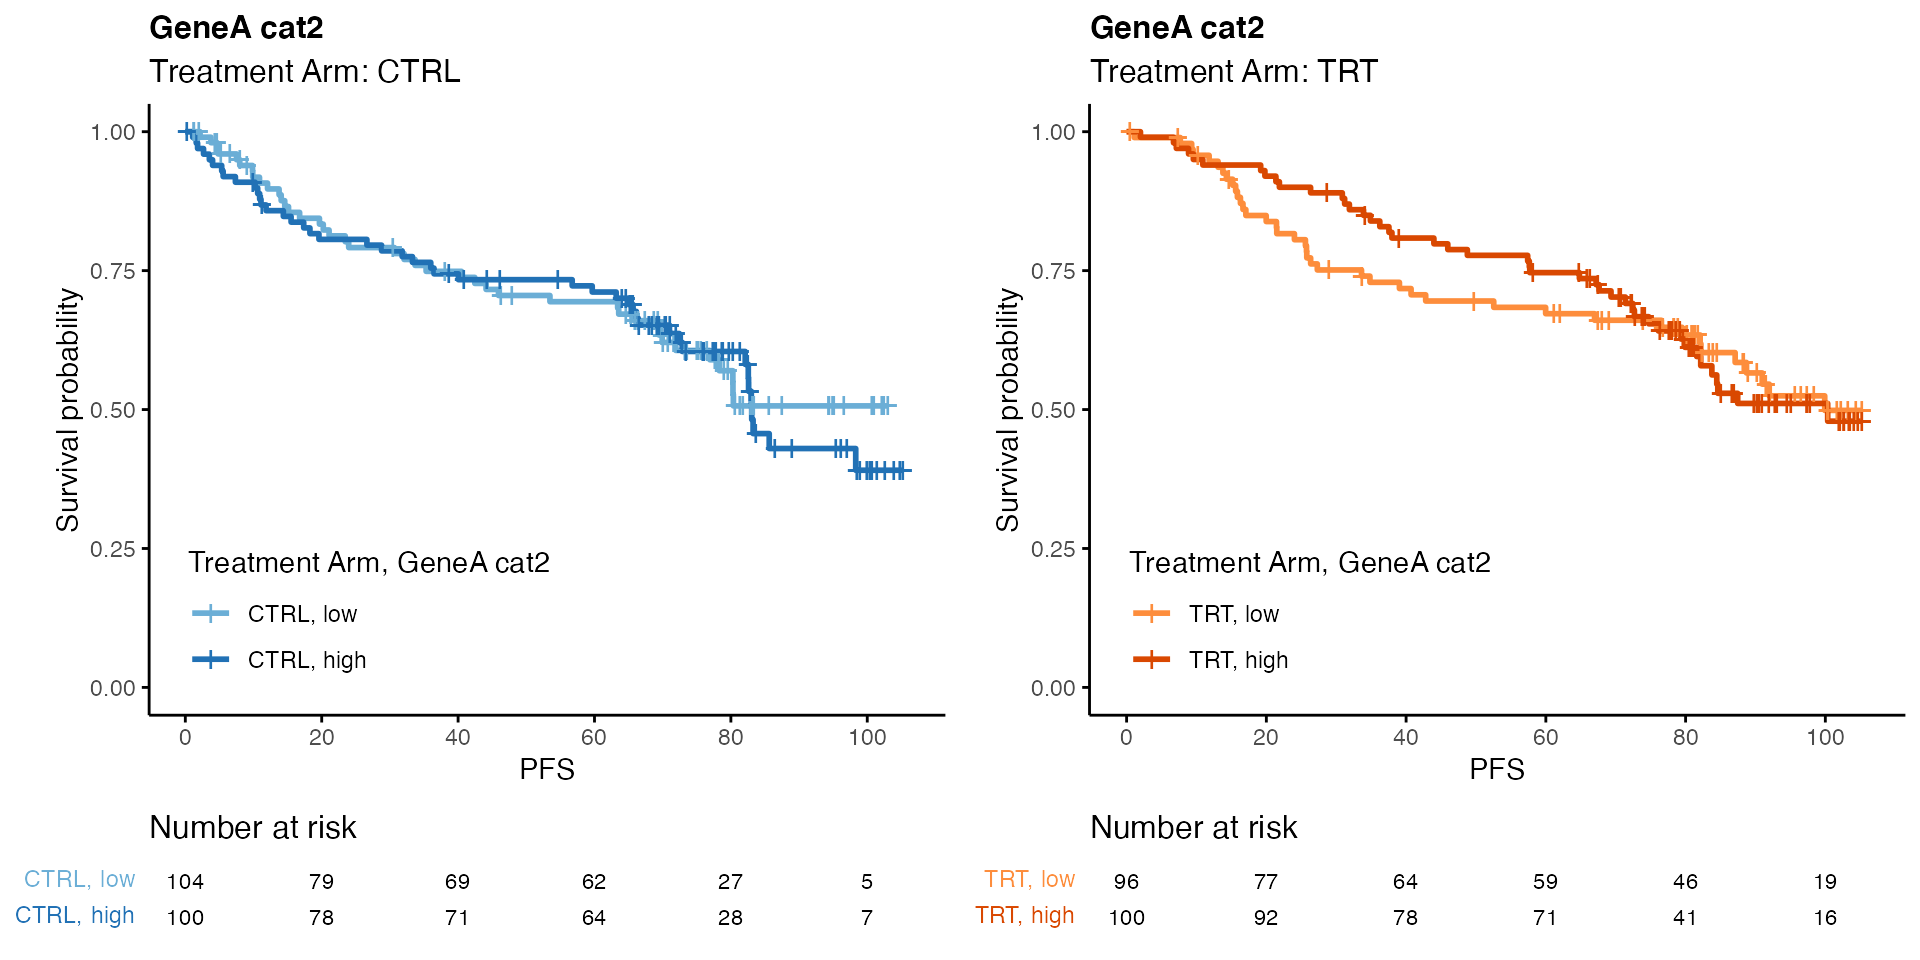 GeneA cat2
Treatment Arm: CTRL
1.00
0.75
0.50
0.25
0.00
Survival probability
Treatment Arm, GeneA cat2
CTRL, low
CTRL, high
0 20 40 60 80 100
PFS
Number at risk
CTRL, low 104 79 69 62 27 5
CTRL, high 100 78 71 64 28 7
GeneA cat2
Treatment Arm: TRT
1.00
0.75
0.50
0.25
0.00
Survival probability
Treatment Arm, GeneA cat2
TRT, low
TRT, high
0 20 40 60 80 100
PFS
Number at risk
TRT, low 96 77 64 59 46 19
TRT, high 100 92 78 71 41 16